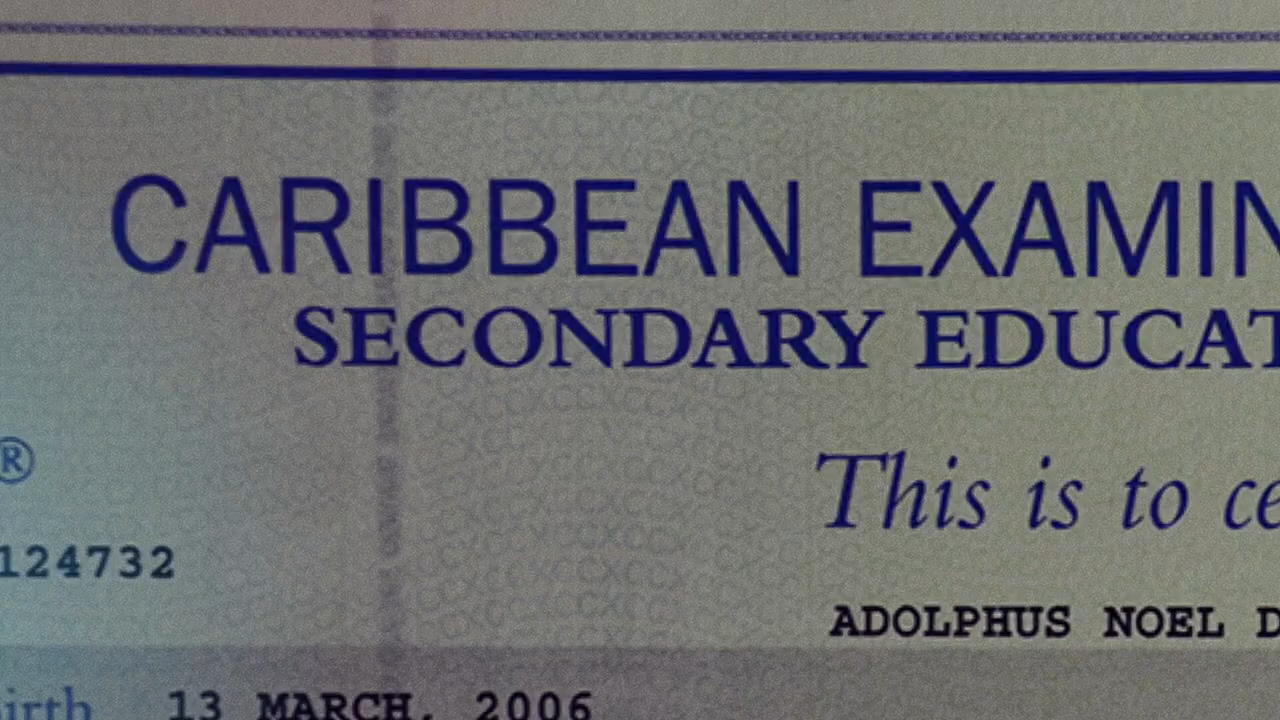 CARIBBEAN EXAMIN
SECONDARY EDUCAT
®
This is to ce
124732
ADOLPHUS NOEL D
irth 13 MARCH, 2006